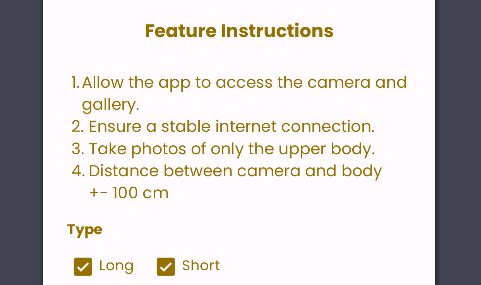 Feature Instructions
1. Allow the app to access the camera and
gallery.
2. Ensure a stable internet connection.
3. Take photos of only the upper body.
4. Distance between camera and body
+- 100 cm
Type
Long Short